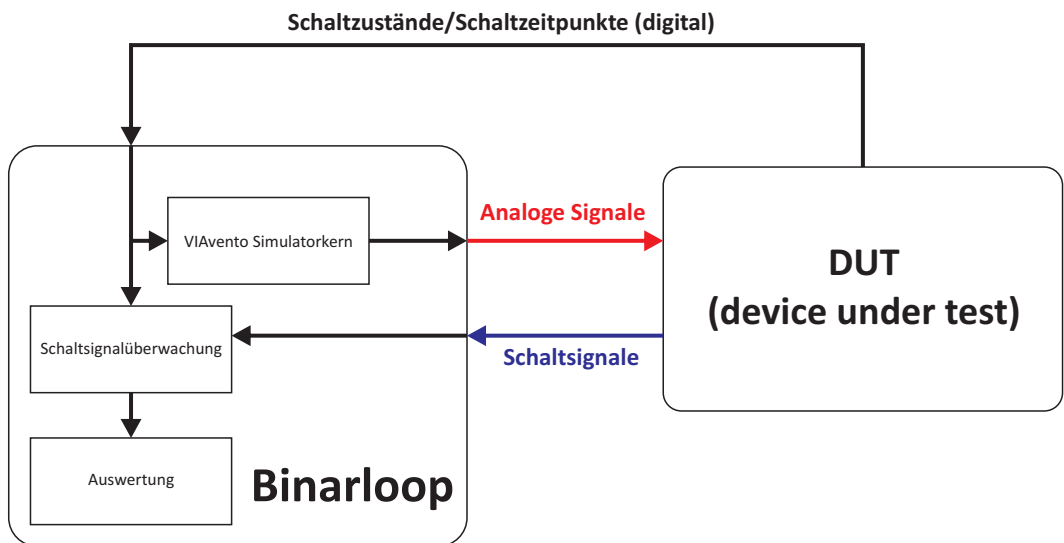 Schaltzustände/Schaltzeitpunkte (digital)
VIAvento Simulatorkern
Analoge Signale
DUT
(device under test)
Schaltsignalüberwachung
Schaltsignale
Auswertung
Binarloop